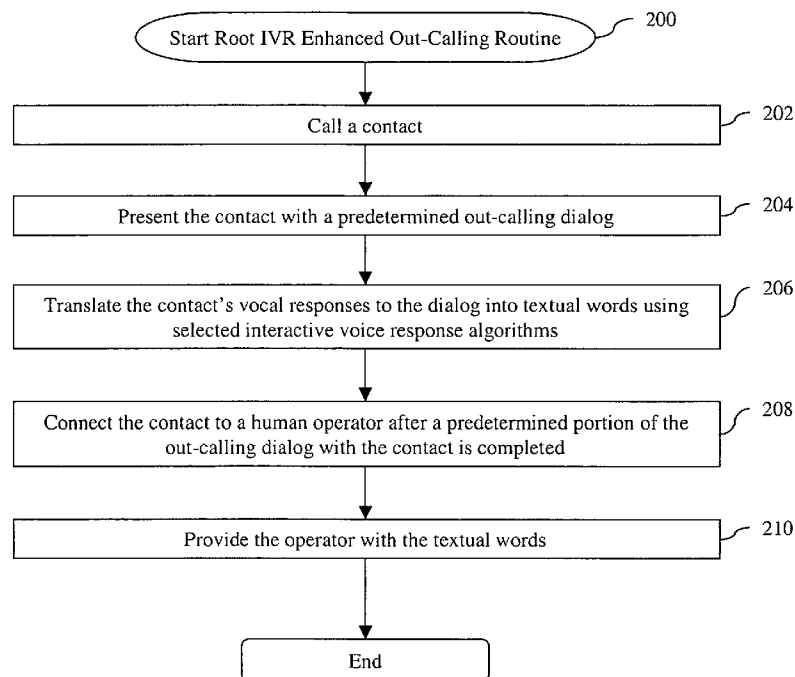 Start Root IVR Enhanced Out-Calling Routine
200
Call a contact
202
Present the contact with a predetermined out-calling dialog
204
Translate the contact's vocal responses to the dialog into textual words using
selected interactive voice response algorithms
206
Connect the contact to a human operator after a predetermined portion of the
out-calling dialog with the contact is completed
208
Provide the operator with the textual words
210
End